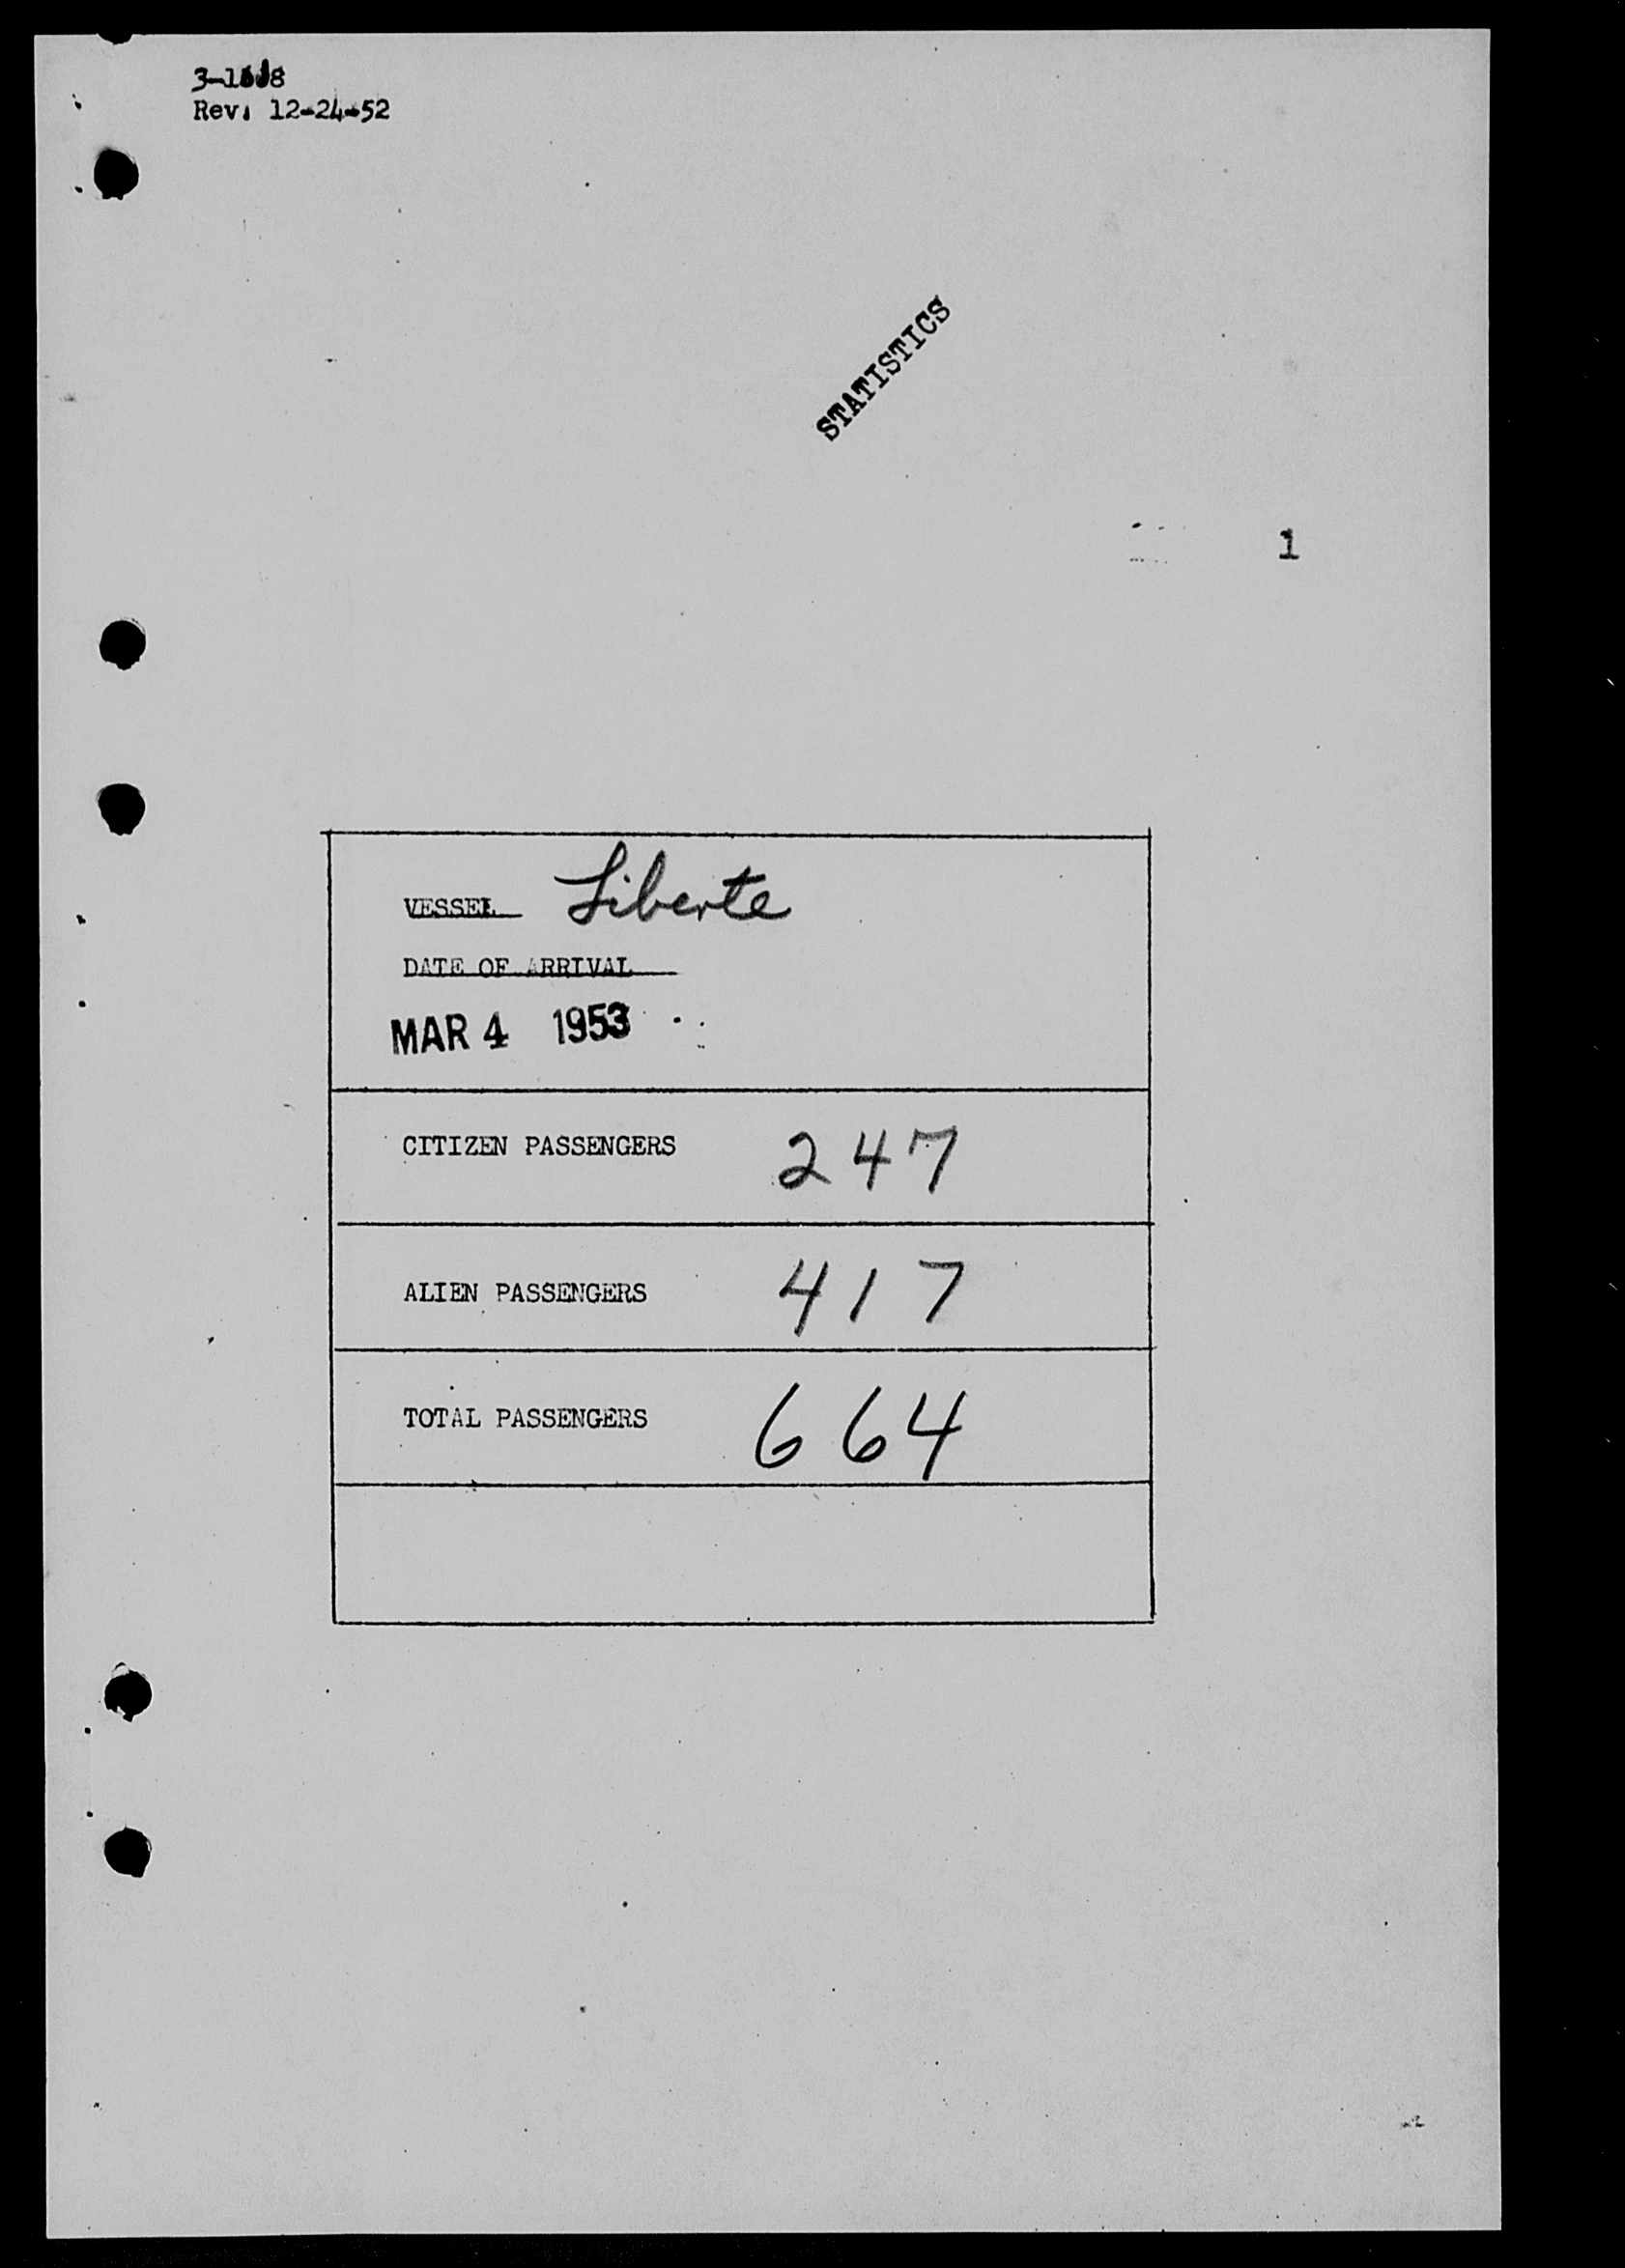 Rev. 12-24-52
STATISTICS
1
VESSEL Liberte
DATE OF ARRIVAL
MAR 4 1953
CITIZEN PASSENGERS 247
ALIEN PASSENGERS 417
TOTAL PASSENGERS 664